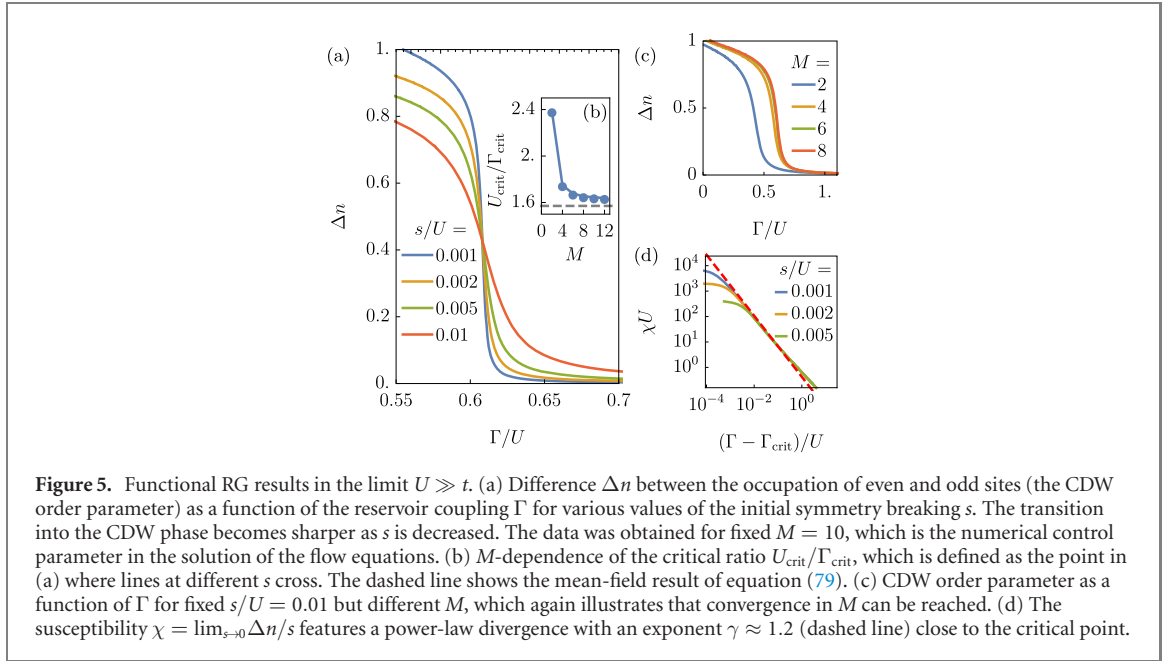 (a)
1.
0.8
0.6
0.4
0.2
0.
Δn
0.55
0.6
0.65
0.7
Γ/U
s/U =
0.001
0.002
0.005
0.01
(b)
2.4
2.
1.6
U_crit/Γ_crit
0 4 8 12
M
(c)
1
0.5
0
Δn
M =
2
4
6
8
0
0.5
1.
Γ/U
(d)
10^4
10^3
10^2
10^1
10^0
χU
s/U =
0.001
0.002
0.005
10^−4 10^−2 10^0
(Γ − Γ_crit)/U
Figure 5. Functional RG results in the limit U ≫ t. (a) Difference Δn between the occupation of even and odd sites (the CDW
order parameter) as a function of the reservoir coupling Γ for various values of the initial symmetry breaking s. The transition
into the CDW phase becomes sharper as s is decreased. The data was obtained for fixed M = 10, which is the numerical control
parameter in the solution of the flow equations. (b) M-dependence of the critical ratio U_crit/Γ_crit, which is defined as the point in
(a) where lines at different s cross. The dashed line shows the mean-field result of equation (79). (c) CDW order parameter as a
function of Γ for fixed s/U = 0.01 but different M, which again illustrates that convergence in M can be reached. (d) The
susceptibility χ = lim_s→0 Δn/s features a power-law divergence with an exponent γ ≈ 1.2 (dashed line) close to the critical point.